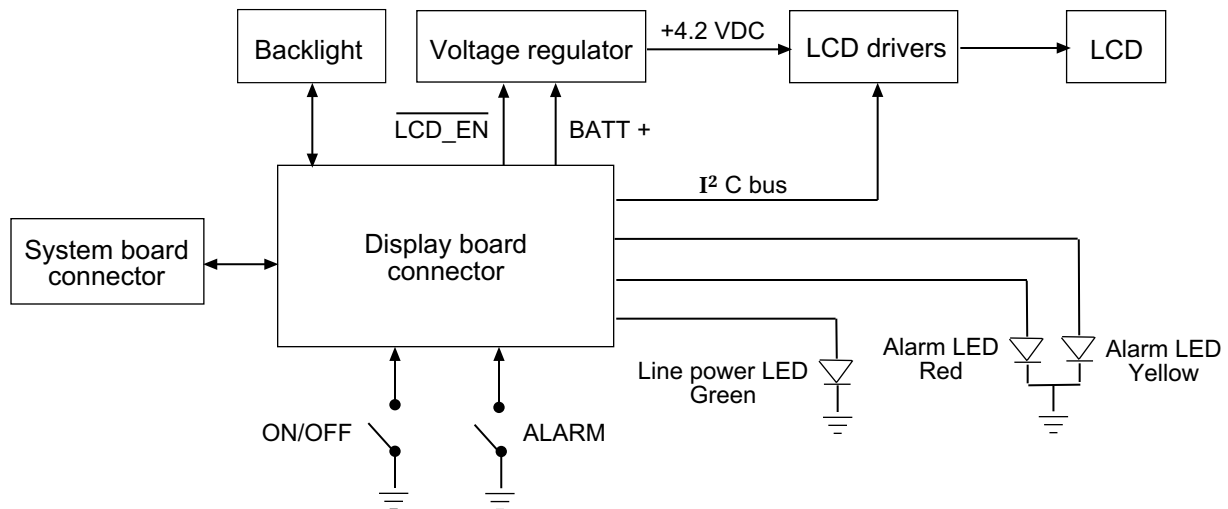 Backlight
Voltage regulator
+4.2 VDC
LCD drivers
LCD
LCD_EN
BATT +
I² C bus
System board
connector
Display board
connector
Line power LED
Green
Alarm LED
Red
Alarm LED
Yellow
ON/OFF
ALARM